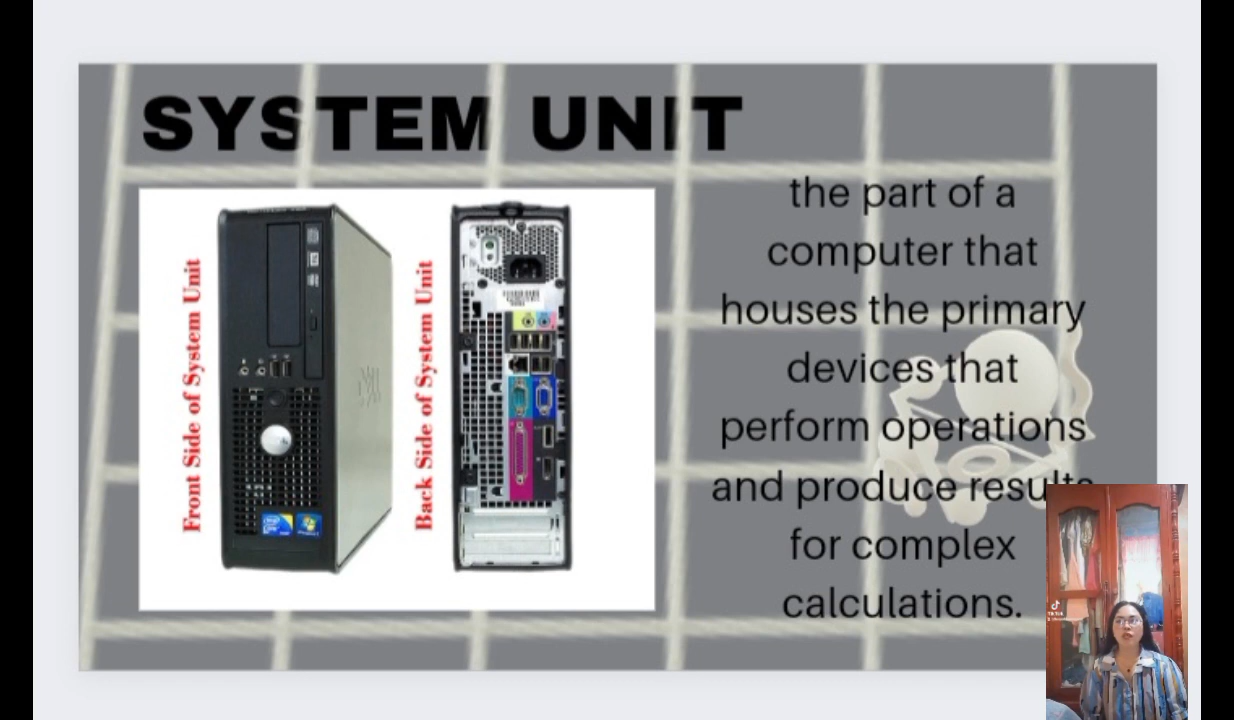 SYSTEM UNIT
Front Side of System Unit
Back Side of System Unit
the part of a
computer that
houses the primary
devices that
perform operations
and produce results
for complex
calculations.